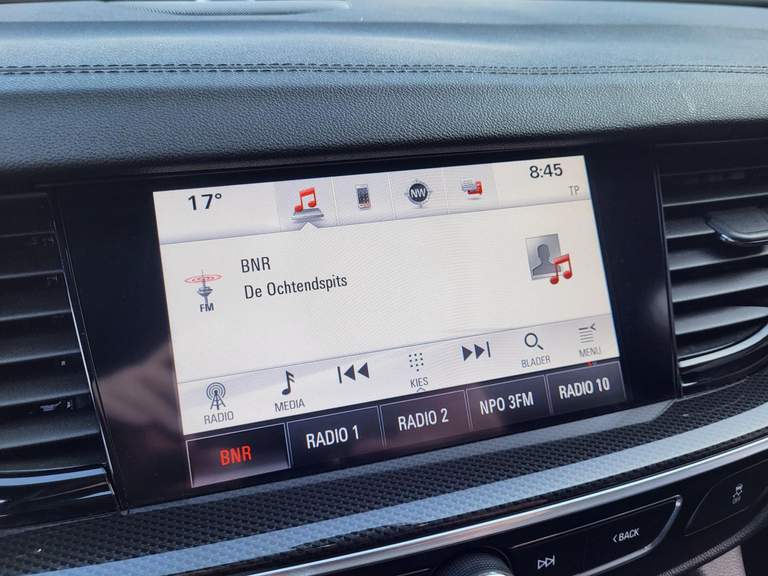 17°
NW
8:45
TP
BNR
De Ochtendspits
FM
RADIO
MEDIA
KIES
BLADER
MENU
BNR
RADIO 1
RADIO 2
NPO 3FM
RADIO 10
BACK
OFF